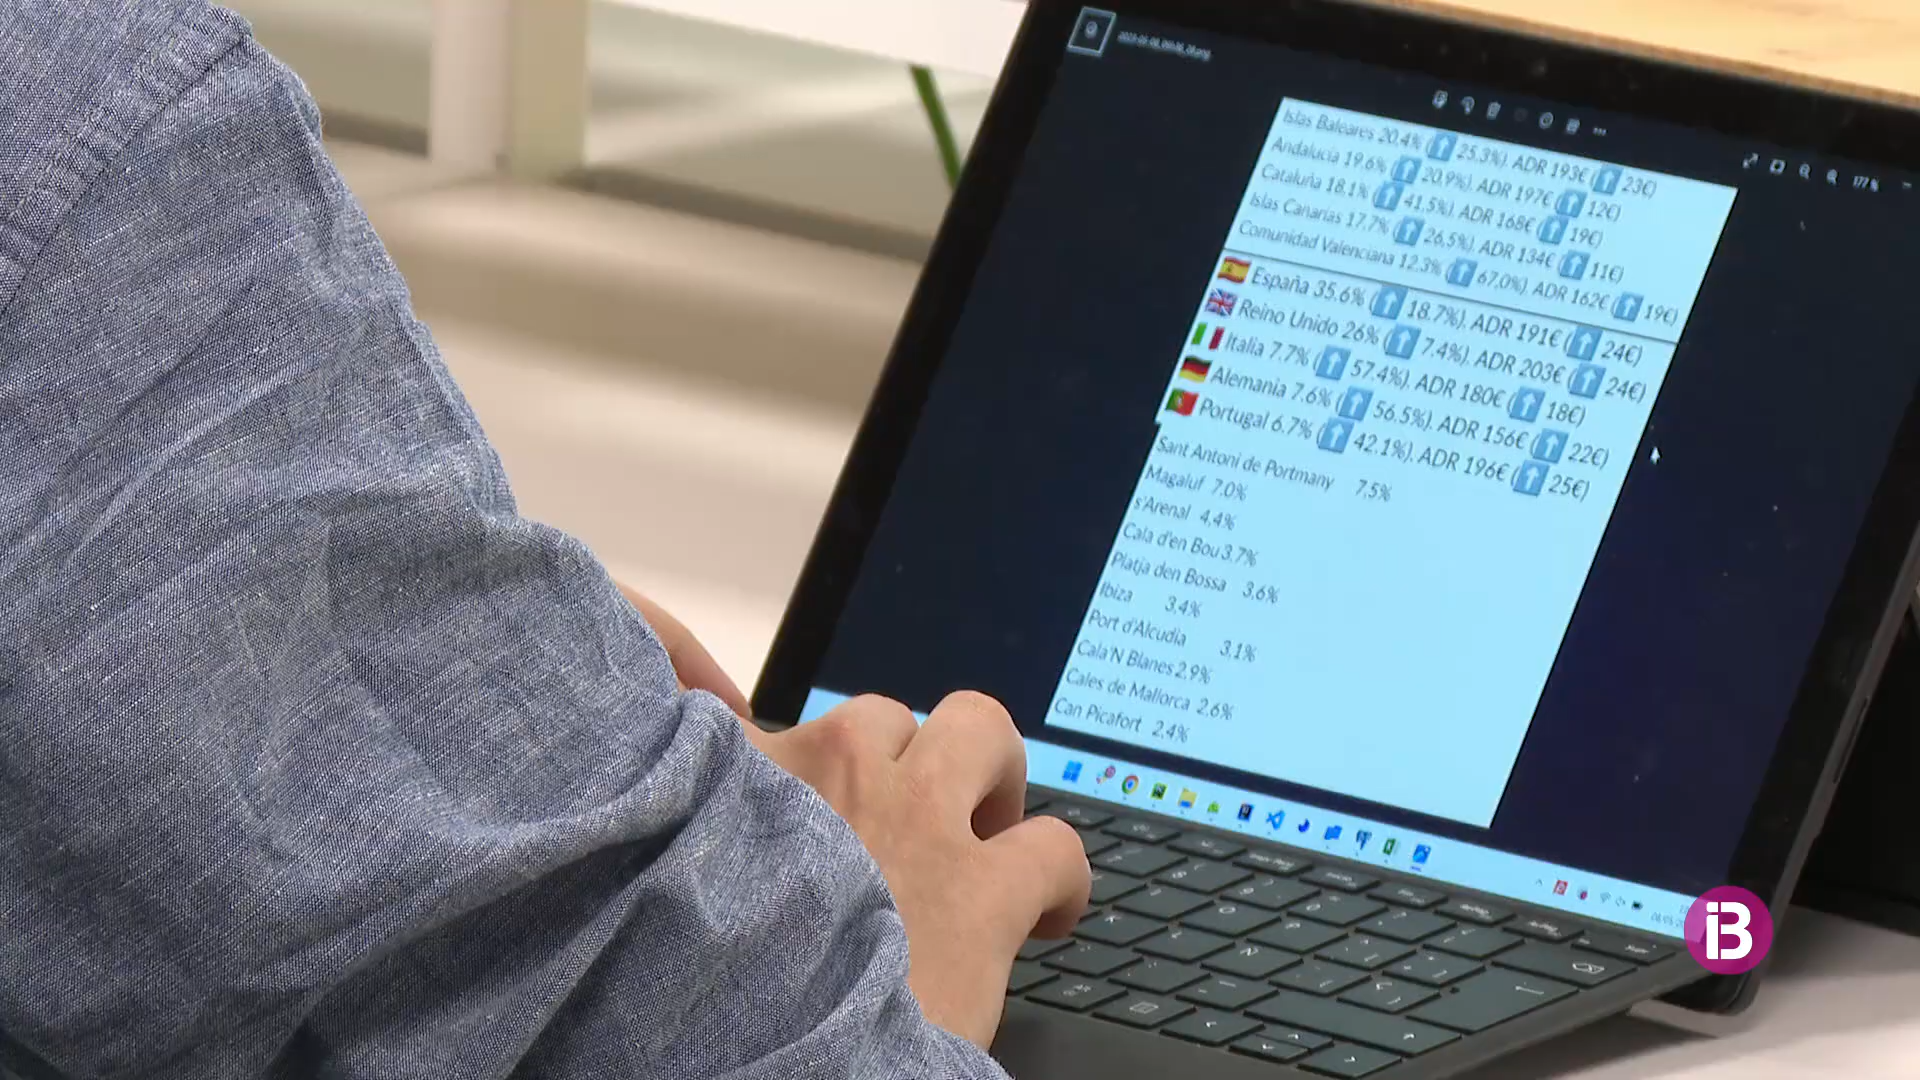 Islas Baleares 20.4% (⬆ 25.3%). ADR 193€ (⬆ 23€)
Andalucía 19.6% (⬆ 20.9%). ADR 197€ (⬆ 12€)
Cataluña 18.1% (⬆ 41.5%). ADR 168€ (⬆ 19€)
Islas Canarias 17.7% (⬆ 26.5%). ADR 134€ (⬆ 11€)
Comunidad Valenciana 12.3% (⬆ 67.0%). ADR 162€ (⬆ 19€)
España 35.6% (⬆ 18.7%). ADR 191€ (⬆ 24€)
Reino Unido 26% (⬆ 7.4%). ADR 203€ (⬆ 24€)
Italia 7.7% (⬆ 57.4%). ADR 180€ (⬆ 18€)
Alemania 7.6% (⬆ 56.5%). ADR 156€ (⬆ 22€)
Portugal 6.7% (⬆ 42.1%). ADR 196€ (⬆ 25€)
Sant Antoni de Portmany 7,5%
Magaluf 7.0%
s'Arenal 4,4%
Cala d'en Bou 3.7%
Platja den Bossa 3,6%
Ibiza 3,4%
Port d'Alcudia 3,1%
Cala'N Blanes 2,9%
Cales de Mallorca 2,6%
Can Picafort 2,4%
177 %
IB